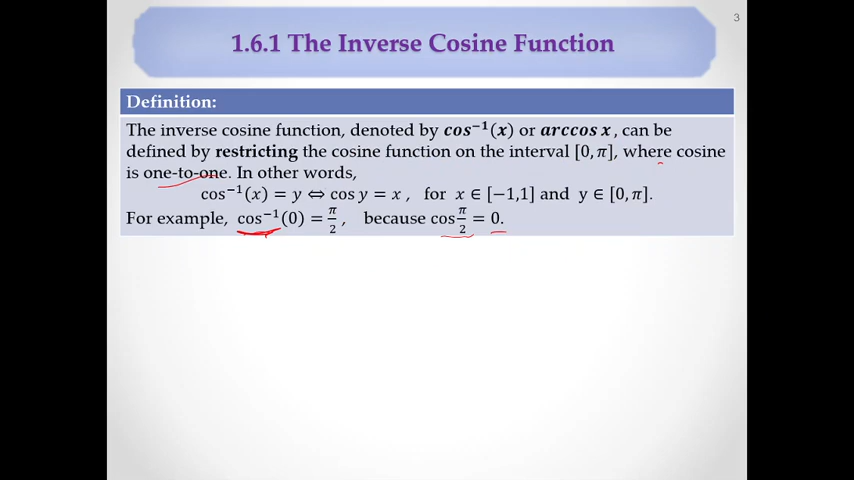 3
1.6.1 The Inverse Cosine Function
Definition:
The inverse cosine function, denoted by cos⁻¹(x) or arccos x , can be
defined by restricting the cosine function on the interval [0, π], where cosine
is one-to-one. In other words,
cos⁻¹(x) = y ⇔ cos y = x , for x ∈ [−1,1] and y ∈ [0, π].
For example, cos⁻¹(0) = π/2 , because cos π/2 = 0.